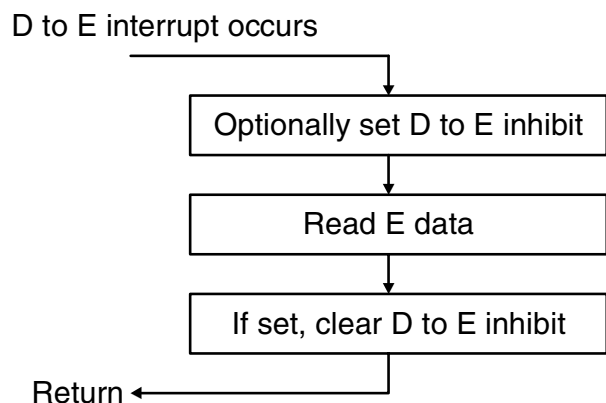 D to E interrupt occurs
Optionally set D to E inhibit
Read E data
If set, clear D to E inhibit
Return